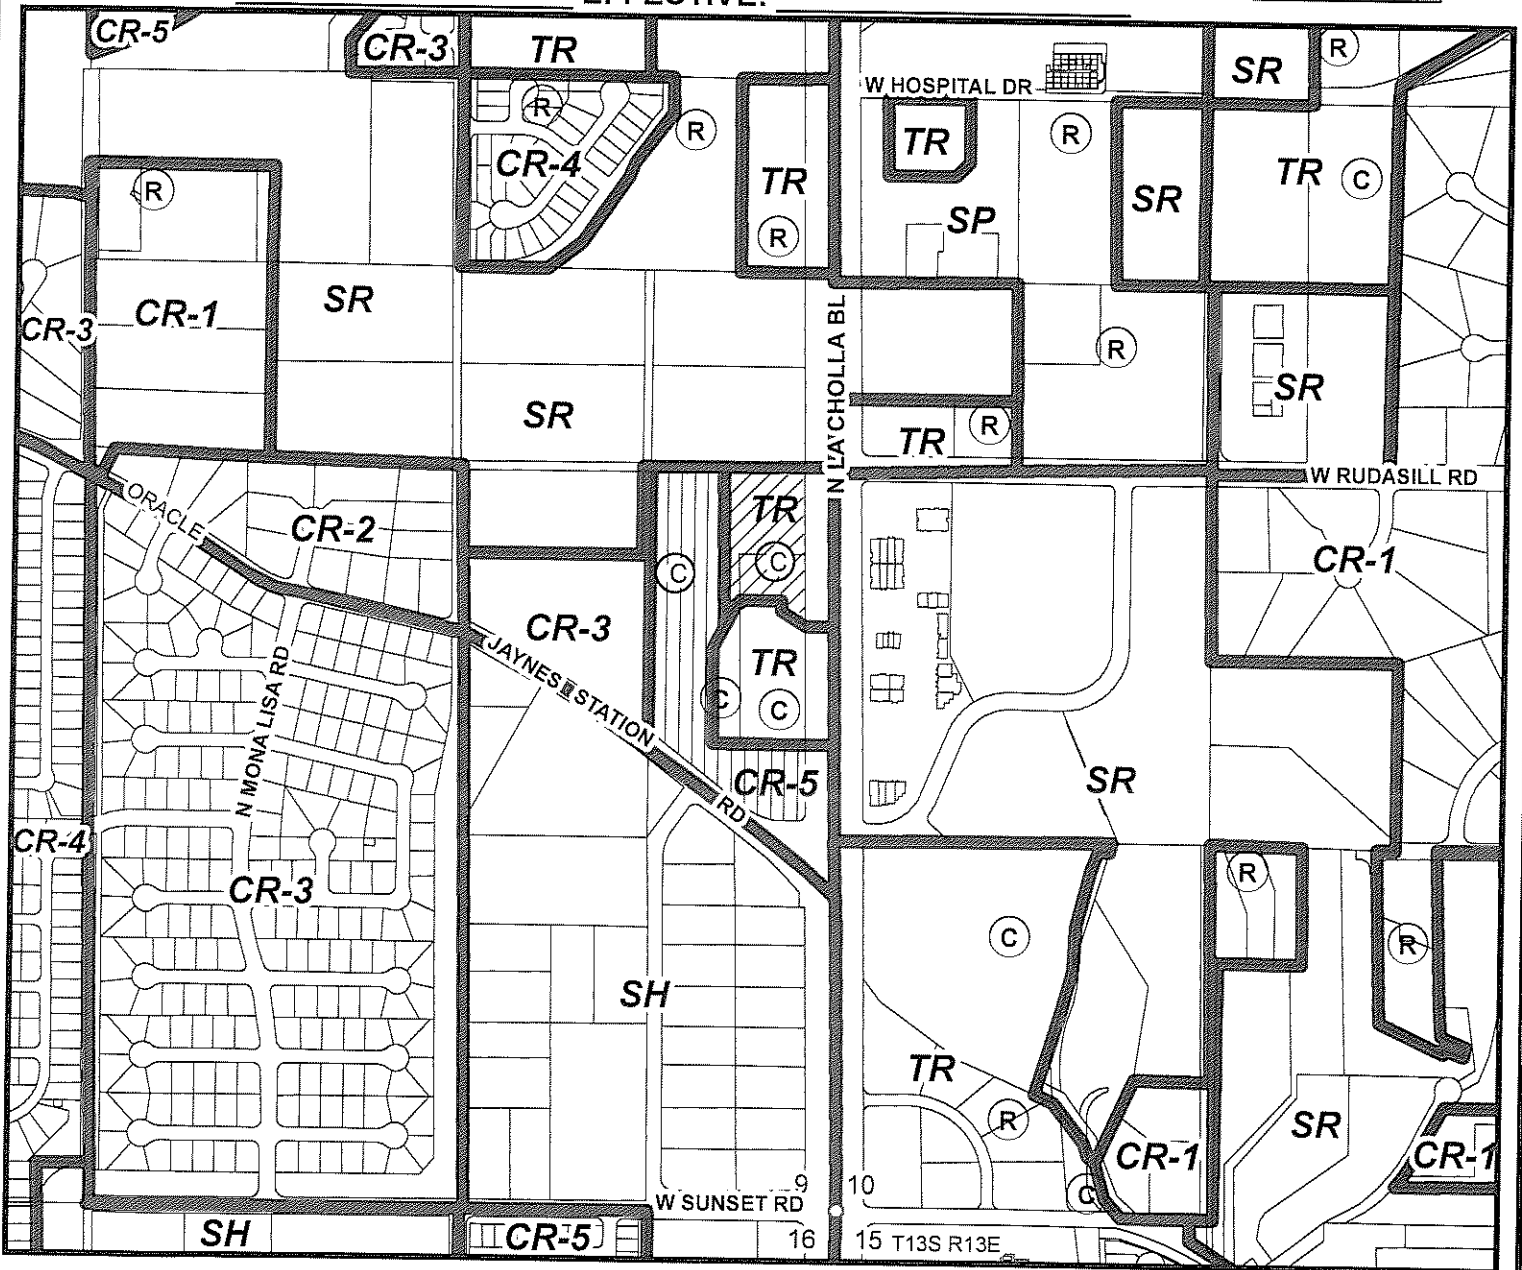 EFFECTIVE:
CR-5
CR-3
TR
SR
R
W HOSPITAL DR
R
R
R
TR
CR-4
TR
SR
TR
C
R
SP
R
CR-1
SR
CR-3
N LA CHOLLA BL
R
SR
SR
TR
R
W RUDASILL RD
ORACLE
CR-2
TR
C
C
CR-1
CR-3
JAYNES STATION RD
TR
C
C
N MONA LISA RD
CR-5
SR
CR-4
CR-3
R
C
R
SH
TR
R
SR
CR-1
CR-1
C
9 10
W SUNSET RD
SH
CR-5
16 15 T13S R13E